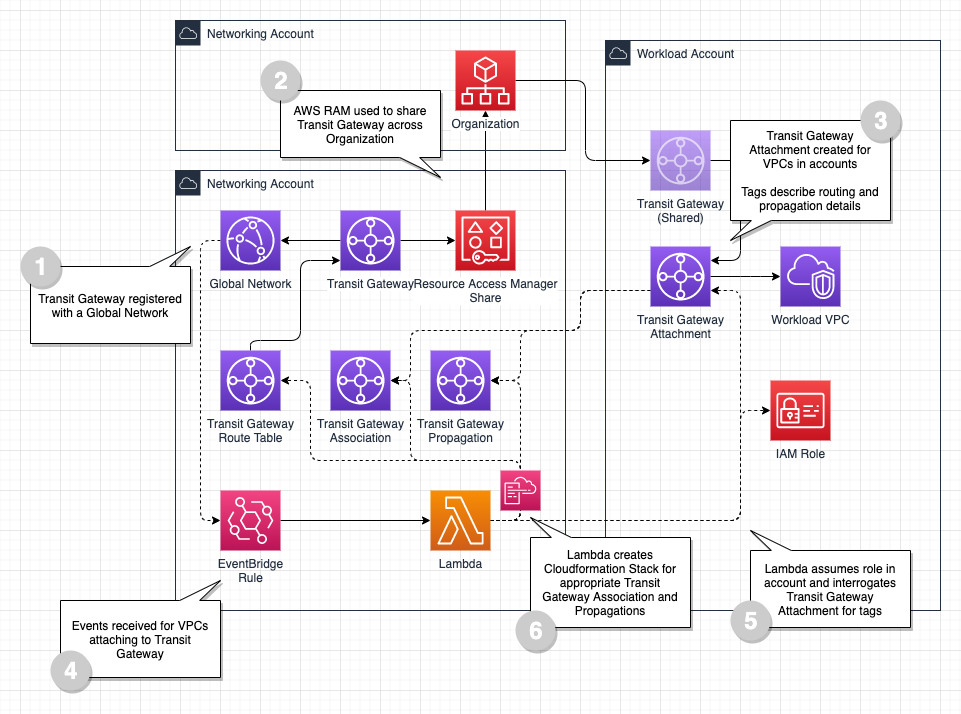 Networking Account
2
AWS RAM used to share
Transit Gateway across
Organization
Organization
Workload Account
3
Transit Gateway
Attachment created for
VPCs in accounts
Tags describe routing and
propagation details
Transit Gateway
(Shared)
Networking Account
1
Transit Gateway registered
with a Global Network
Global Network
Transit Gateway
Resource Access Manager
Share
Transit Gateway
Attachment
Workload VPC
Transit Gateway
Route Table
Transit Gateway
Association
Transit Gateway
Propagation
IAM Role
EventBridge
Rule
Lambda
4
Events received for VPCs
attaching to Transit
Gateway
6
Lambda creates
Cloudformation Stack for
appropriate Transit
Gateway Association and
Propagations
5
Lambda assumes role in
account and interrogates
Transit Gateway
Attachment for tags